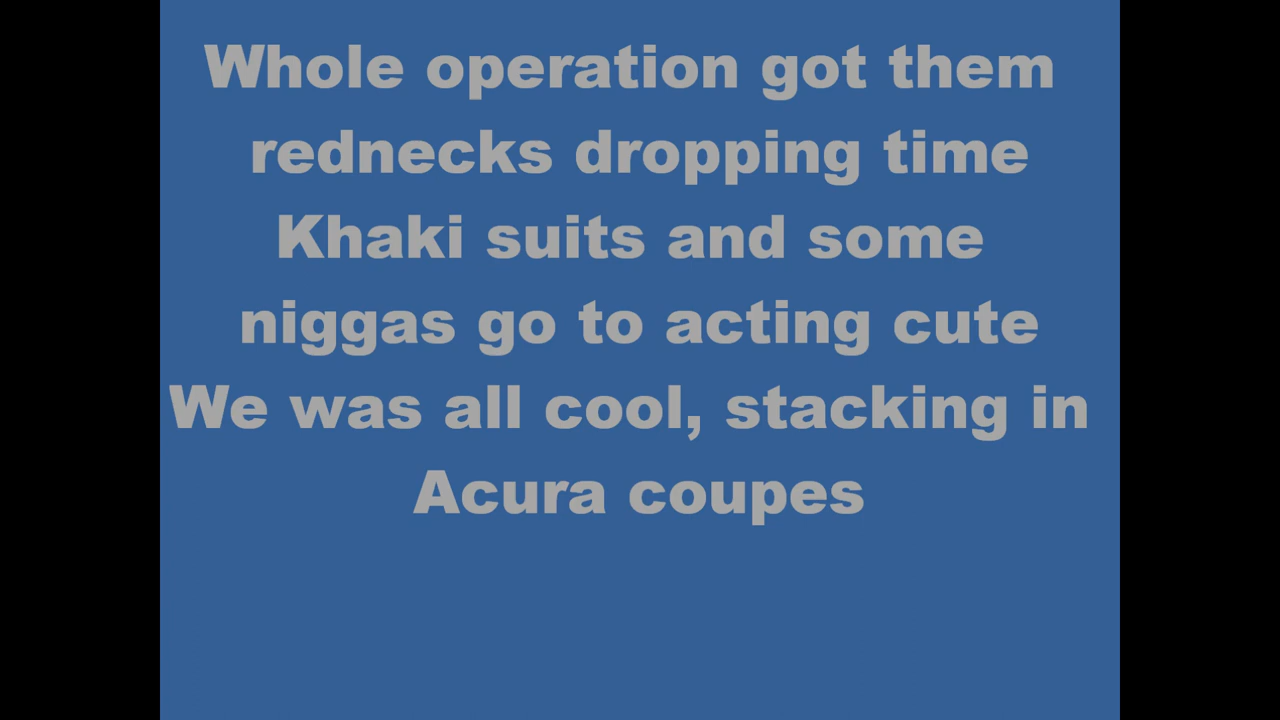 Whole operation got them
rednecks dropping time
Khaki suits and some
niggas go to acting cute
We was all cool, stacking in
Acura coupes